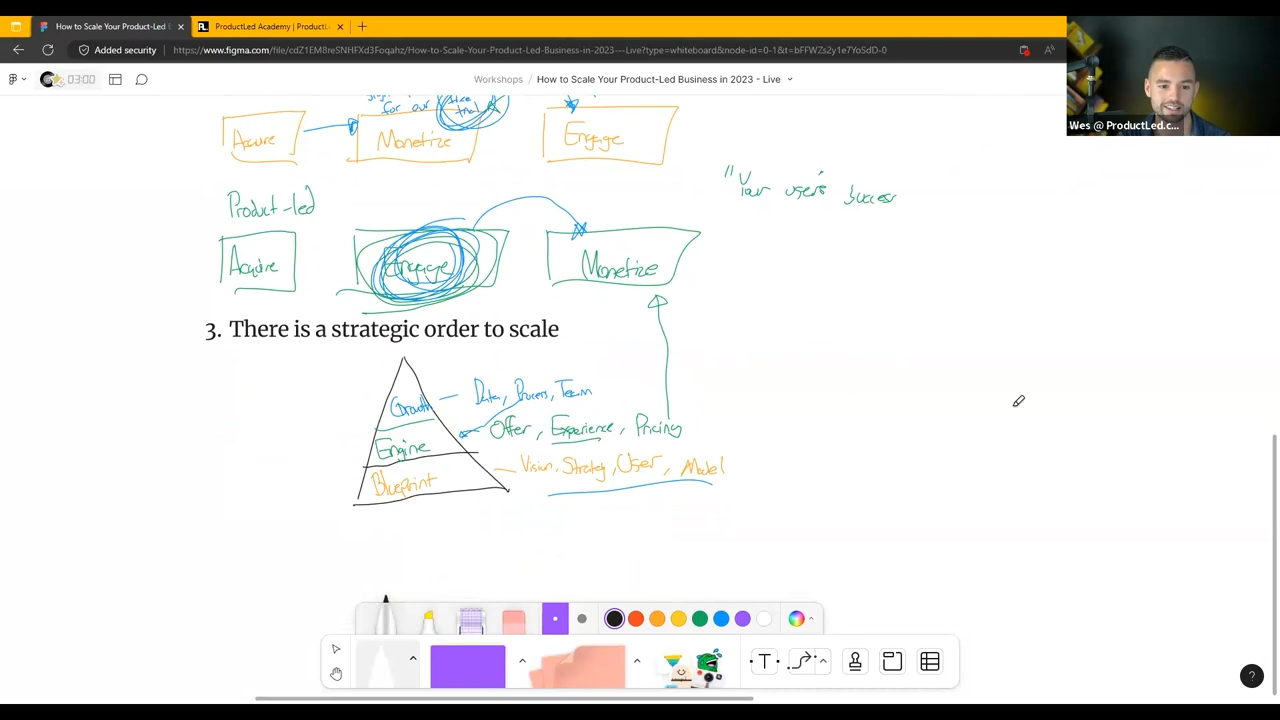 How to Scale Your Product-Led B
ProductLed Academy | ProductL
Added security
https://www.figma.com/file/cdZ1EM8reSNHFXd3Foqahz/How-to-Scale-Your-Product-Led-Business-in-2023---Live?type=whiteboard&node-id=0-1&t=bFFWZs2y1e7YoSdD-0
03:00
Workshops
How to Scale Your Product-Led Business in 2023 - Live
Wes @ ProductLed.c...
for our
Monetize
Engage
"Your user's success
Product-led
Acquire
Engage
Monetize
3. There is a strategic order to scale
Growth
Data, Process, Team
Engine
Offer, Experience, Pricing
Blueprint
Vision, Strategy, User, Model
T
?